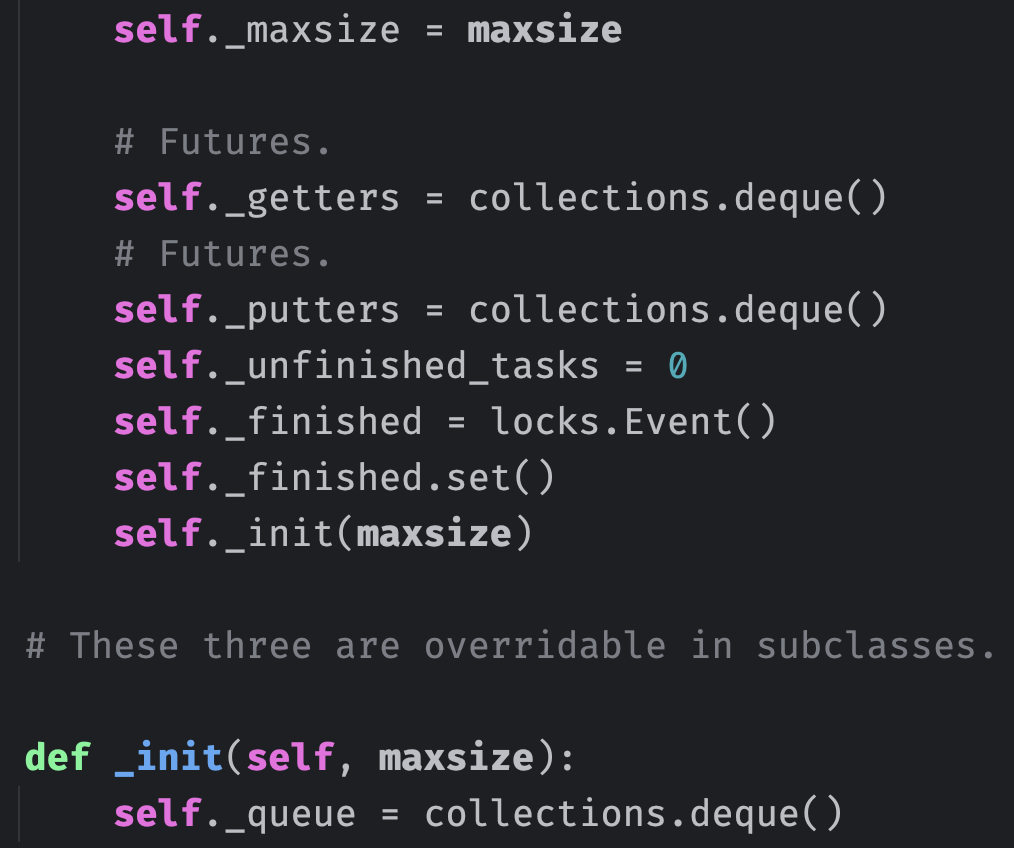 self._maxsize = maxsize
# Futures.
self._getters = collections.deque()
# Futures.
self._putters = collections.deque()
self._unfinished_tasks = 0
self._finished = locks.Event()
self._finished.set()
self._init(maxsize)
# These three are overridable in subclasses.
def _init(self, maxsize):
self._queue = collections.deque()